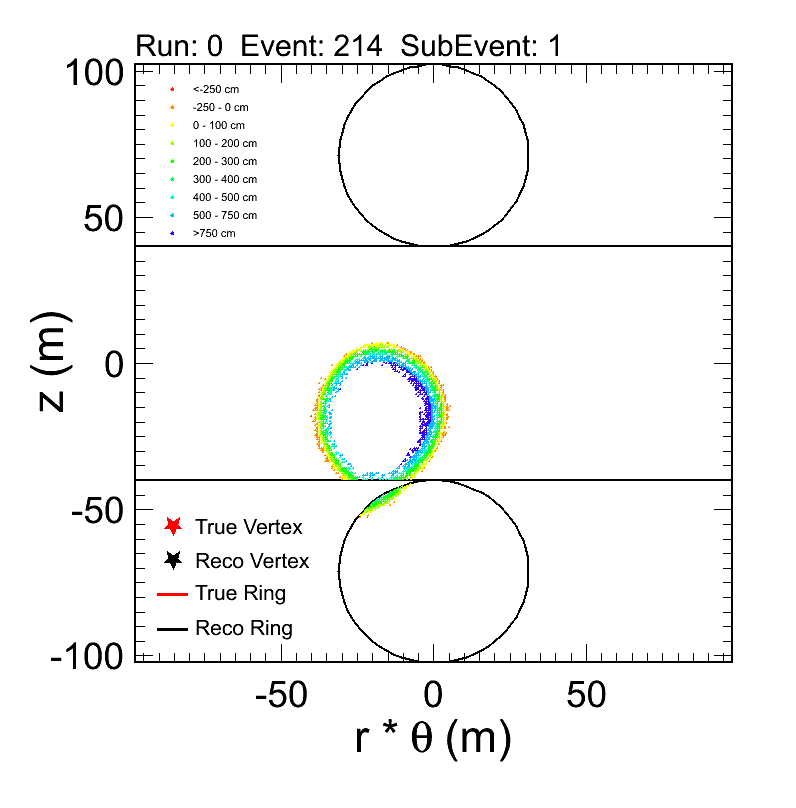 Run: 0 Event: 214 SubEvent: 1
100
<-250 cm
-250 - 0 cm
0 - 100 cm
100 - 200 cm
200 - 300 cm
300 - 400 cm
400 - 500 cm
500 - 750 cm
>750 cm
50
z (m)
0
-50
True Vertex
Reco Vertex
True Ring
Reco Ring
-100
-50 0 50
r * θ (m)